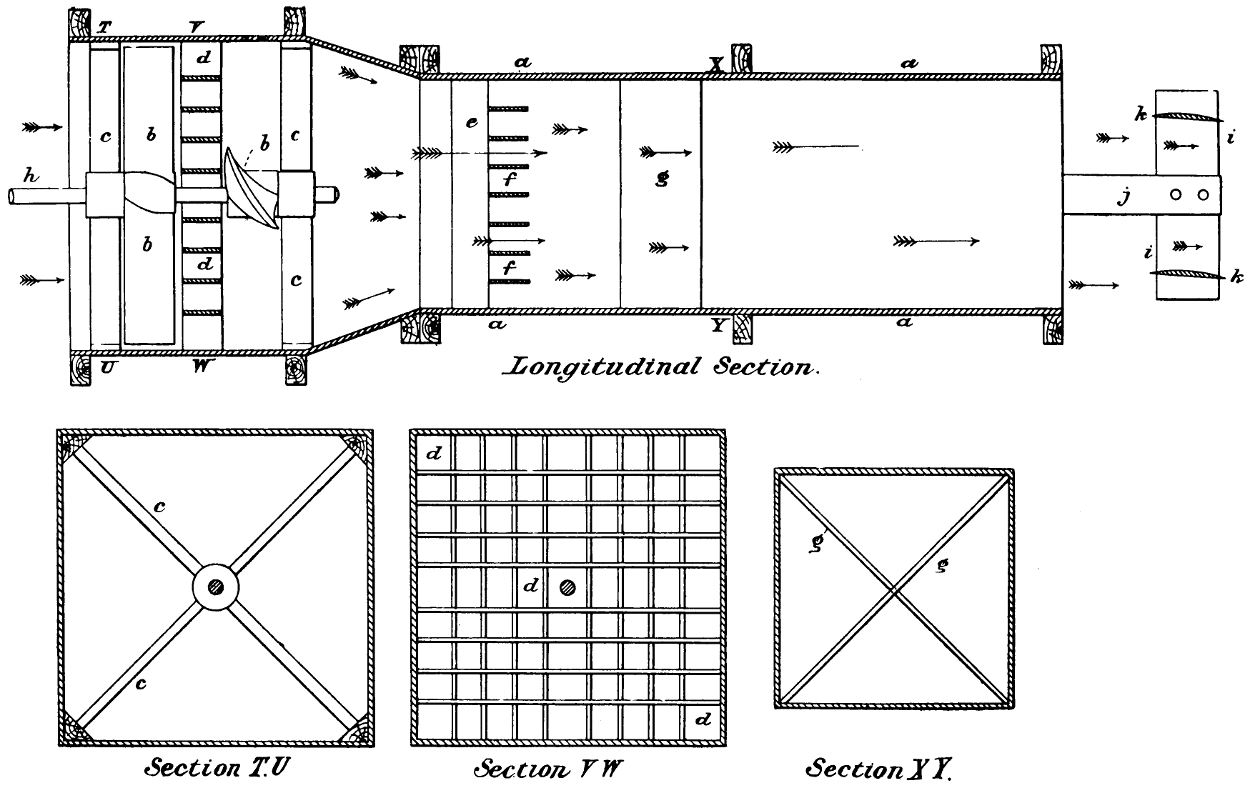 T V
d a X a
c b e k i
b c
h f g j
b
d c f i k
a Y a
U W
Longitudinal Section.
d
c g g
d
c
d
Section T.U Section V W Section X Y.